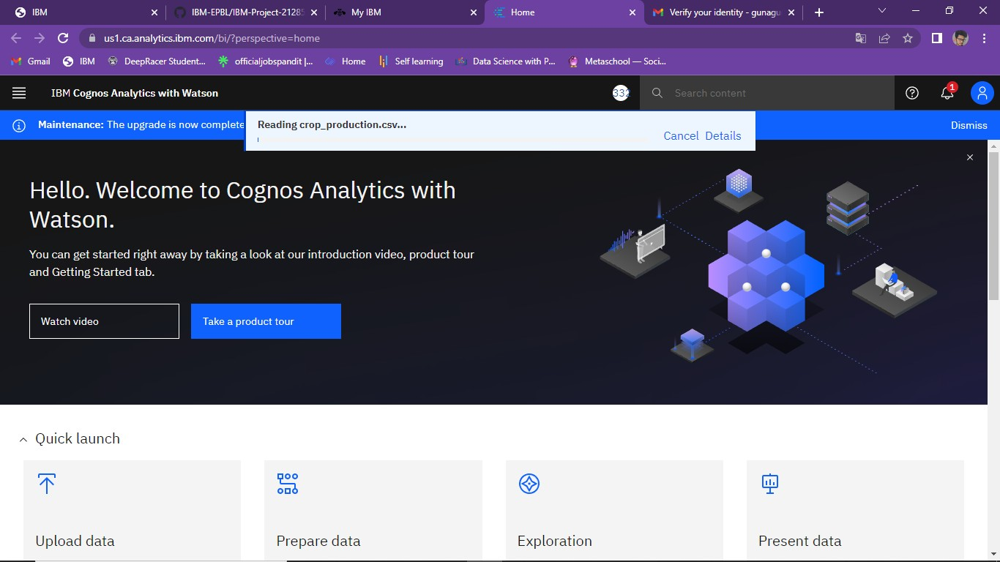 IBM
IBM-EPBL/IBM-Project-21285
My IBM
Home
Verify your identity - gunagu
us1.ca.analytics.ibm.com/bi/?perspective=home
Gmail
IBM
DeepRacer Student...
officialjobspandit |...
Home
Self learning
Data Science with P...
Metaschool — Soci...
IBM Cognos Analytics with Watson
332
Search content
1
Maintenance: The upgrade is now complete
Dismiss
Reading crop_production.csv...
Cancel Details
Hello. Welcome to Cognos Analytics with
Watson.
You can get started right away by taking a look at our introduction video, product tour
and Getting Started tab.
Watch video
Take a product tour
Quick launch
Upload data
Prepare data
Exploration
Present data